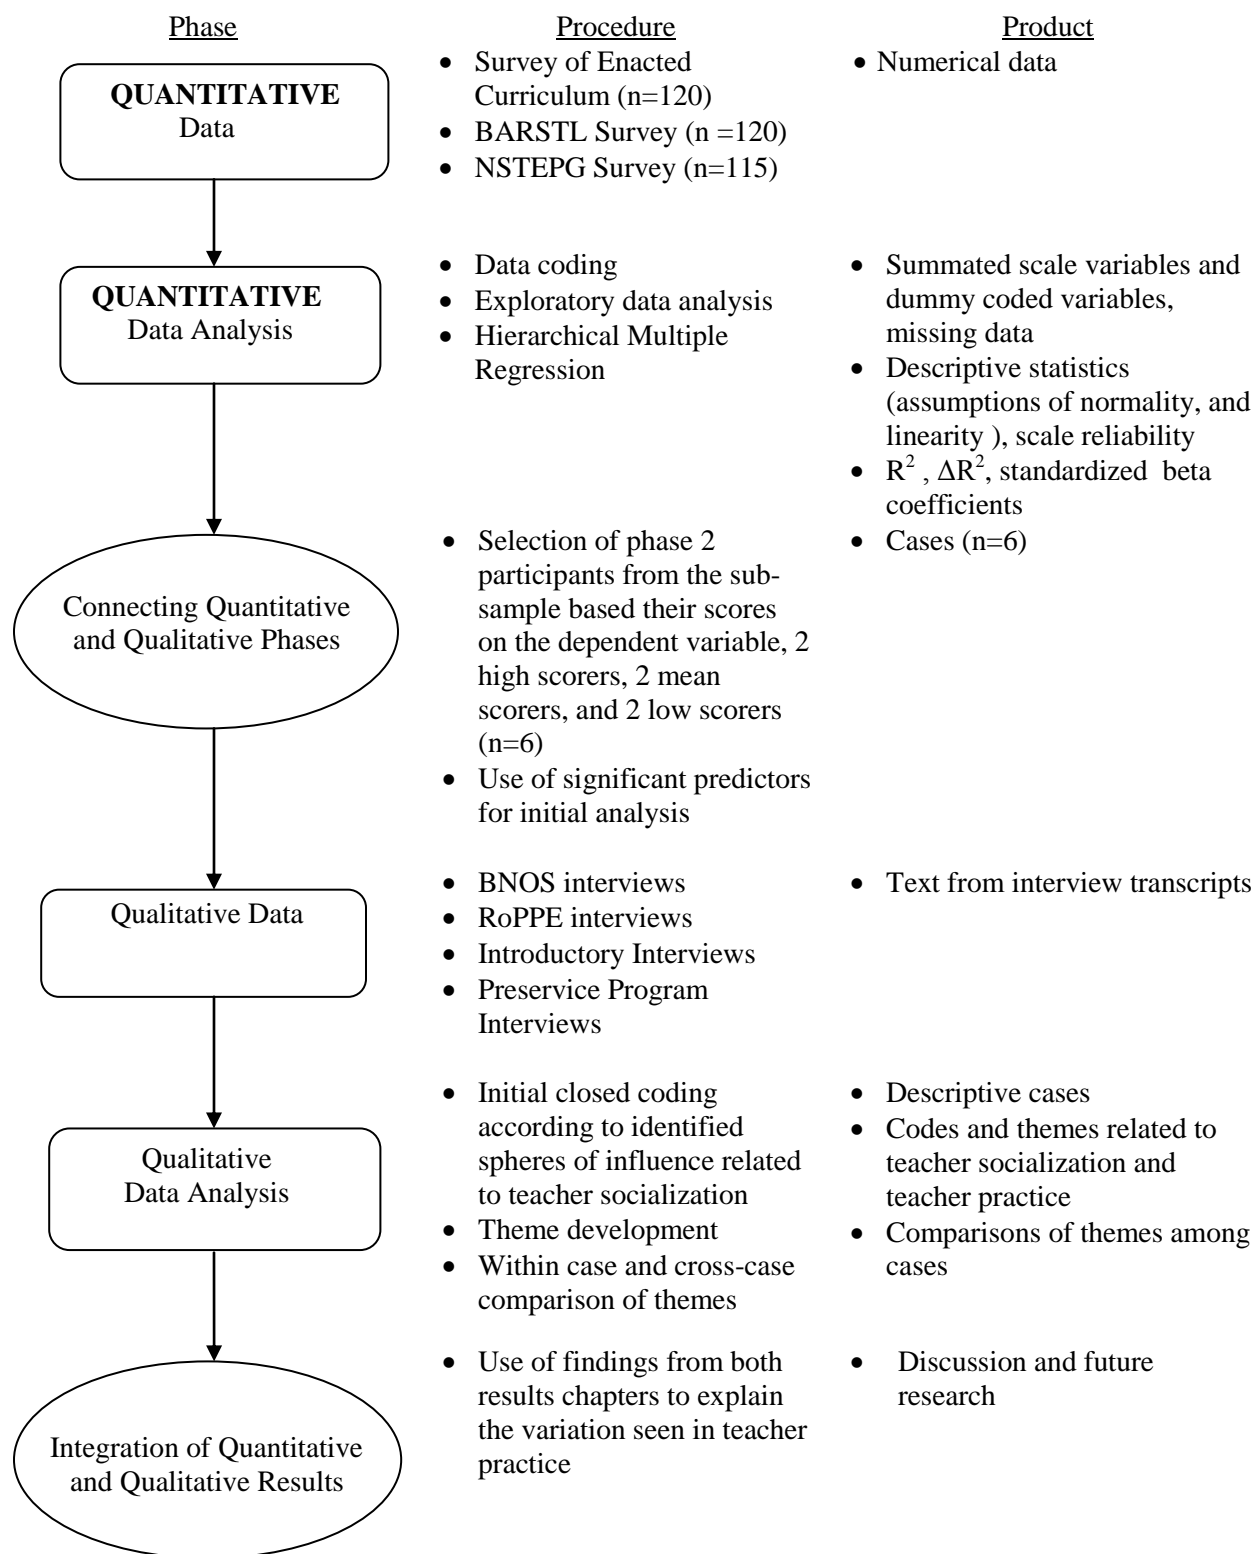 Phase
Procedure
Product
QUANTITATIVE
Data
• Survey of Enacted
Curriculum (n=120)
• BARSTL Survey (n =120)
• NSTEPG Survey (n=115)
• Numerical data
QUANTITATIVE
Data Analysis
• Data coding
• Exploratory data analysis
• Hierarchical Multiple
Regression
• Summated scale variables and
dummy coded variables,
missing data
• Descriptive statistics
(assumptions of normality, and
linearity ), scale reliability
• R² , ΔR², standardized beta
coefficients
Connecting Quantitative
and Qualitative Phases
• Selection of phase 2
participants from the sub-
sample based their scores
on the dependent variable, 2
high scorers, 2 mean
scorers, and 2 low scorers
(n=6)
• Use of significant predictors
for initial analysis
• Cases (n=6)
Qualitative Data
• BNOS interviews
• RoPPE interviews
• Introductory Interviews
• Preservice Program
Interviews
• Text from interview transcripts
Qualitative
Data Analysis
• Initial closed coding
according to identified
spheres of influence related
to teacher socialization
• Theme development
• Within case and cross-case
comparison of themes
• Descriptive cases
• Codes and themes related to
teacher socialization and
teacher practice
• Comparisons of themes among
cases
Integration of Quantitative
and Qualitative Results
• Use of findings from both
results chapters to explain
the variation seen in teacher
practice
• Discussion and future
research